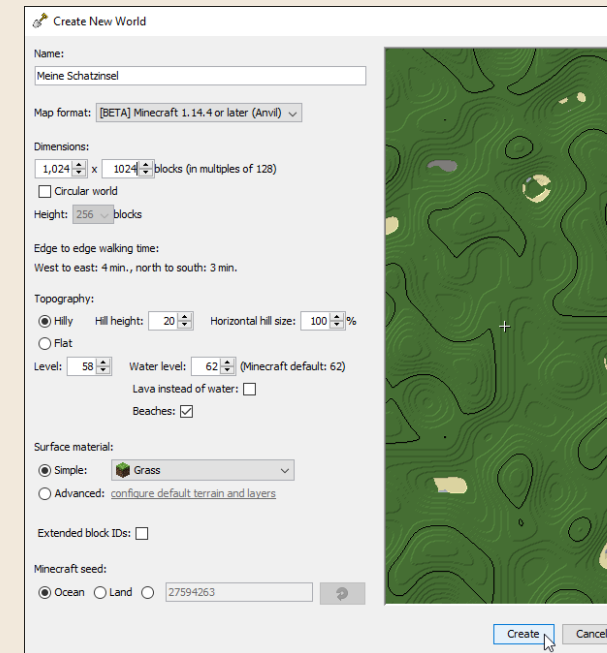 Create New World
Name:
Meine Schatzinsel
Map format: [BETA] Minecraft 1.14.4 or later (Anvil)
Dimensions:
1,024 x 1024 blocks (in multiples of 128)
Circular world
Height: 256 blocks
Edge to edge walking time:
West to east: 4 min., north to south: 3 min.
Topography:
Hilly Hill height: 20 Horizontal hill size: 100 %
Flat
Level: 58 Water level: 62 (Minecraft default: 62)
Lava instead of water:
Beaches:
Surface material:
Simple: Grass
Advanced: configure default terrain and layers
Extended block IDs:
Minecraft seed:
Ocean Land 27594263
Create Cancel